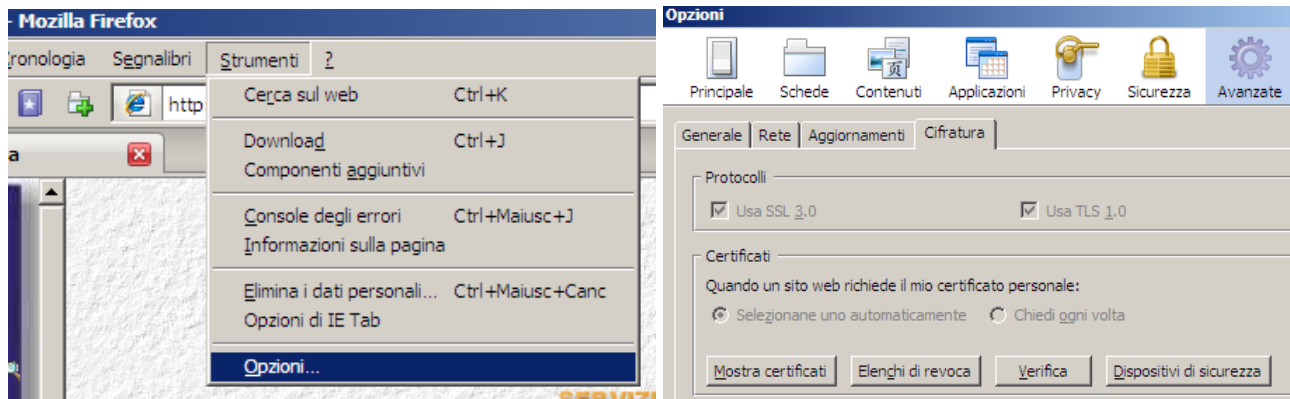 - Mozilla Firefox
Cronologia Segnalibri Strumenti ?
http
a
Cerca sul web Ctrl+K
Download Ctrl+J
Componenti aggiuntivi
Console degli errori Ctrl+Maiusc+J
Informazioni sulla pagina
Elimina i dati personali... Ctrl+Maiusc+Canc
Opzioni di IE Tab
Opzioni...
Opzioni
Principale Schede Contenuti Applicazioni Privacy Sicurezza Avanzate
Generale Rete Aggiornamenti Cifratura
Protocolli
Usa SSL 3.0 Usa TLS 1.0
Certificati
Quando un sito web richiede il mio certificato personale:
Selezionane uno automaticamente Chiedi ogni volta
Mostra certificati Elenchi di revoca Verifica Dispositivi di sicurezza